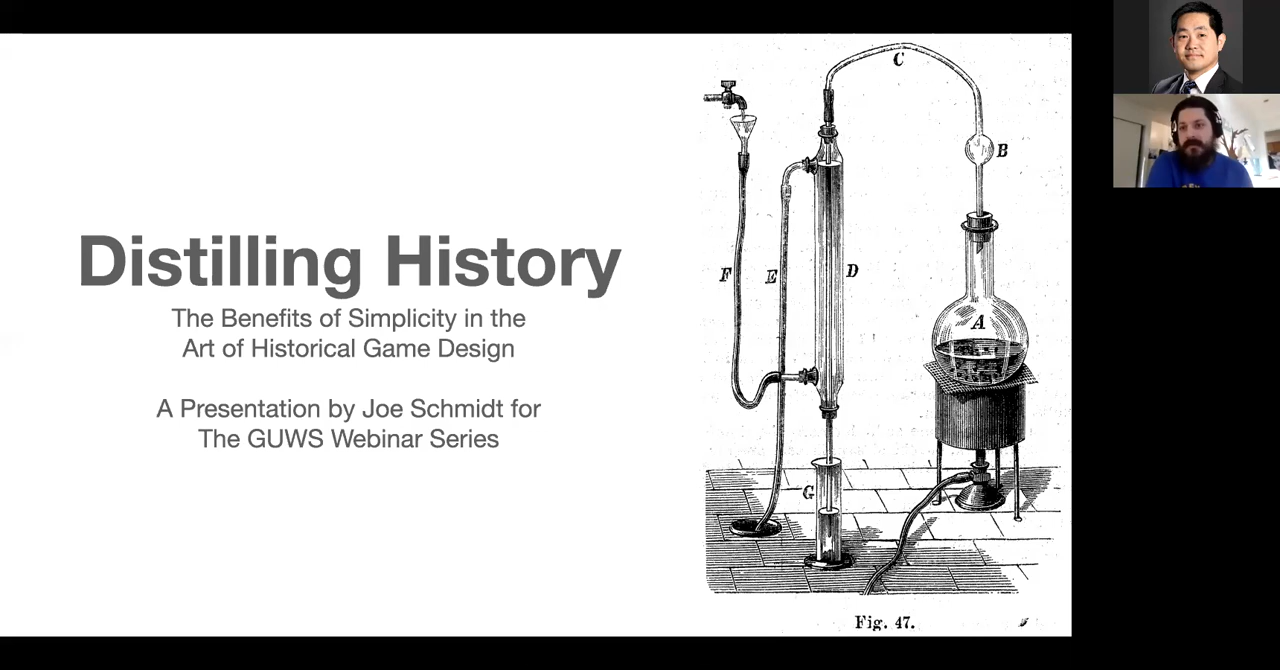 Distilling History
The Benefits of Simplicity in the
Art of Historical Game Design
A Presentation by Joe Schmidt for
The GUWS Webinar Series
C
B
F
E
D
A
G
Fig. 47.